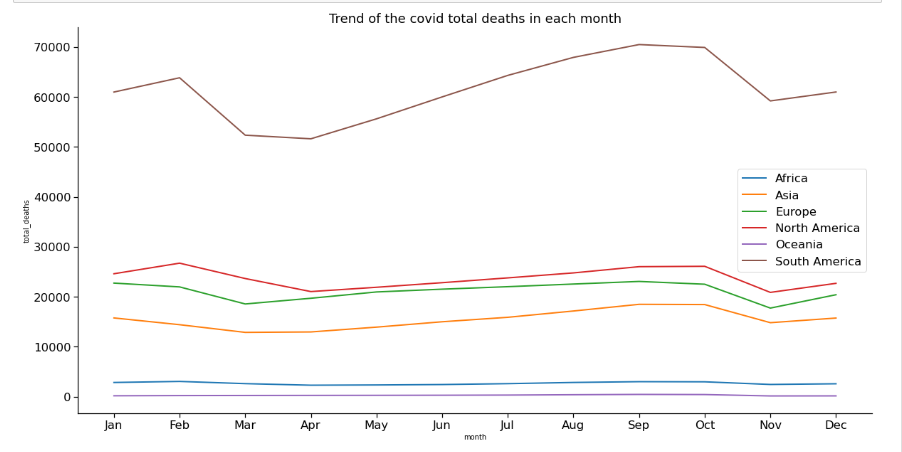 Trend of the covid total deaths in each month
70000
60000
50000
40000
30000
20000
10000
0
total_deaths
Africa
Asia
Europe
North America
Oceania
South America
Jan Feb Mar Apr May Jun Jul Aug Sep Oct Nov Dec
month